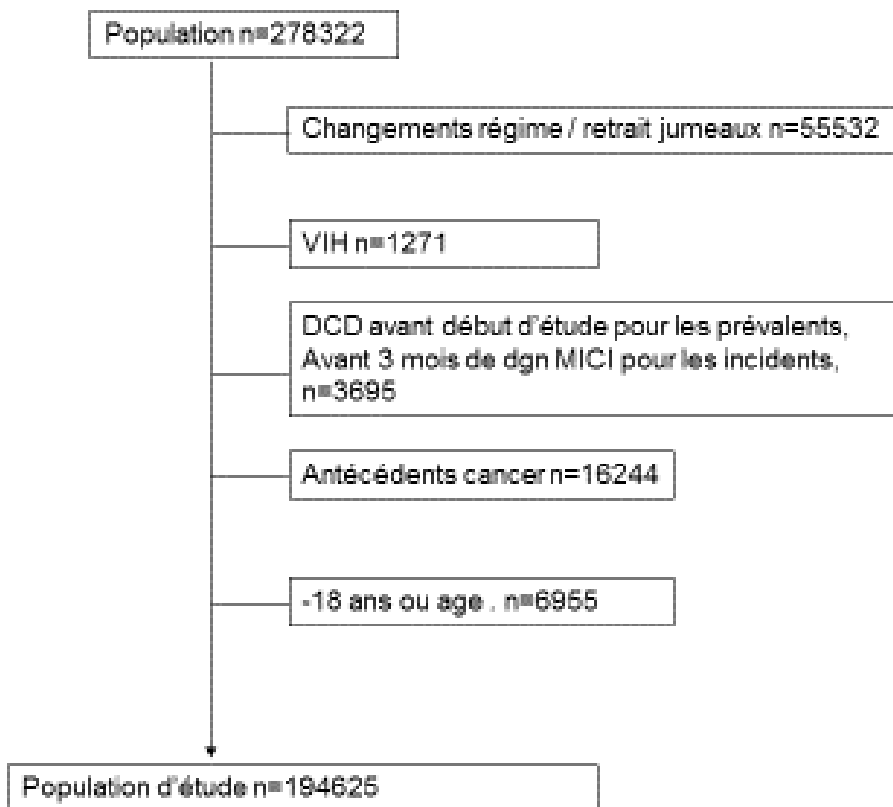 Population n=278322
Changements régime / retrait jumeaux n=55532
VIH n=1271
DCD avant début d'étude pour les prévalents,
Avant 3 mois de dgn MICI pour les incidents,
n=3695
Antécédents cancer n=16244
-18 ans ou age . n=6955
Population d'étude n=194625